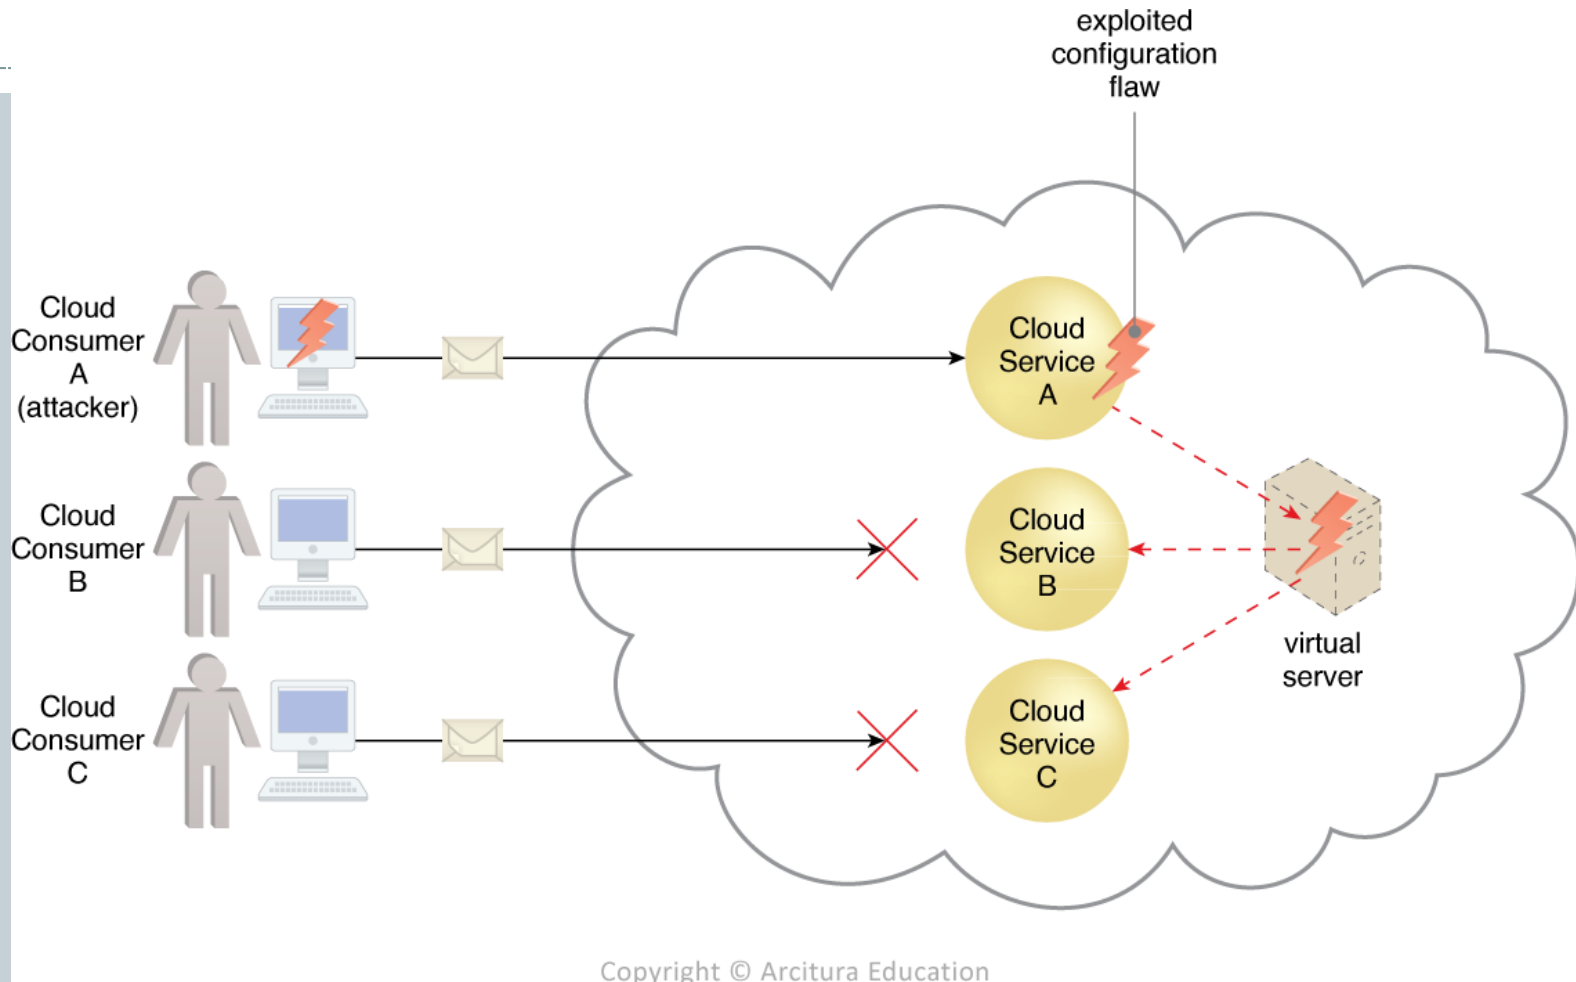 exploited
configuration
flaw
Cloud
Consumer
A
(attacker)
Cloud
Service
A
Cloud
Consumer
B
Cloud
Service
B
virtual
server
Cloud
Consumer
C
Cloud
Service
C
Copyright © Arcitura Education